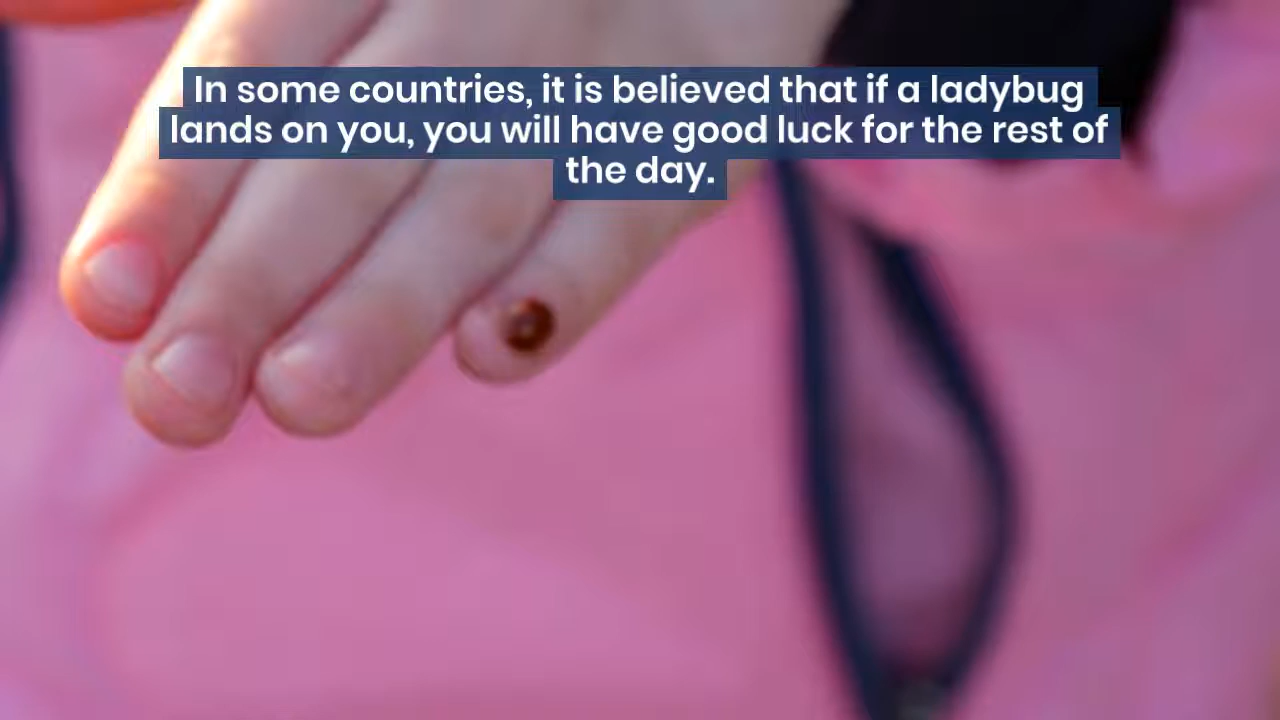 In some countries, it is believed that if a ladybug
lands on you, you will have good luck for the rest of
the day.